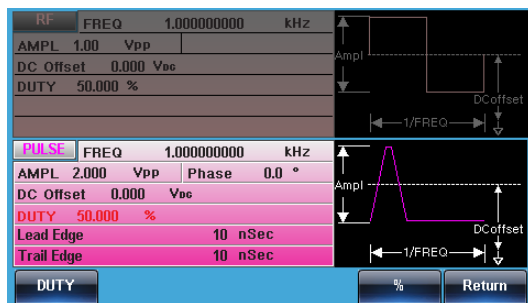 RF FREQ 1.000000000 kHz
AMPL 1.00 Vpp
DC Offset 0.000 VDC
DUTY 50.000 %
Ampl
DCoffset
1/FREQ
PULSE FREQ 1.000000000 kHz
AMPL 2.000 Vpp Phase 0.0 °
DC Offset 0.000 VDC
DUTY 50.000 %
Lead Edge 10 nSec
Trail Edge 10 nSec
Ampl
DCoffset
1/FREQ
DUTY % Return